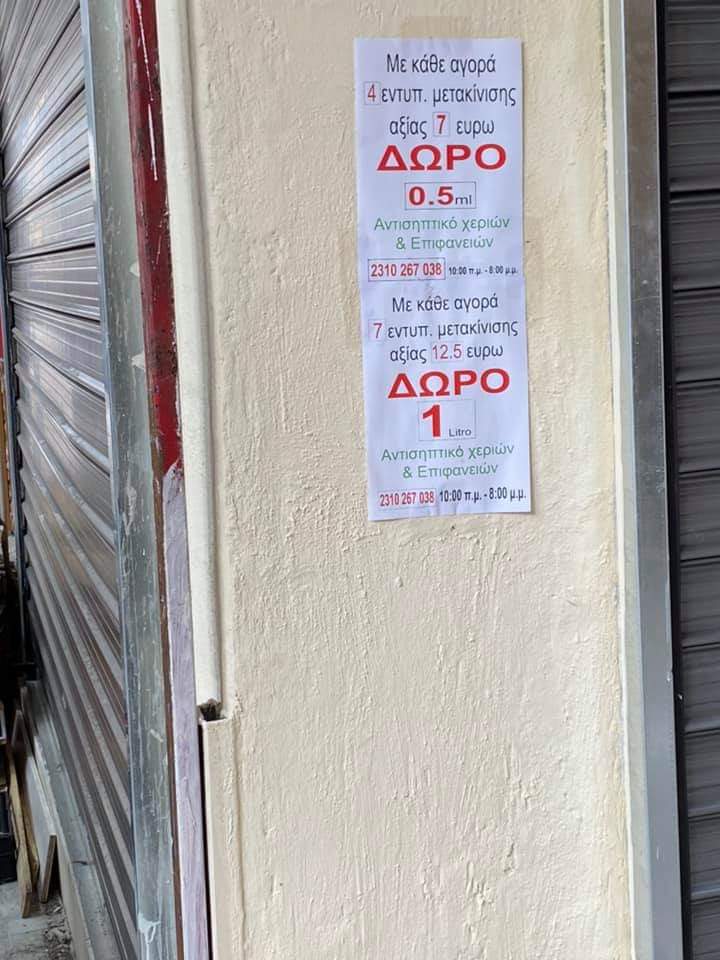 Με κάθε αγορά
4 εντυπ. μετακίνισης
αξίας 7 ευρω
ΔΩΡΟ
0.5ml
Αντισηπτικό χεριών
& Επιφανειών
2310 267 038 10:00 π.μ. - 8:00 μ.μ.
Με κάθε αγορά
7 εντυπ. μετακίνισης
αξίας 12.5 ευρω
ΔΩΡΟ
1 Litro
Αντισηπτικό χεριών
& Επιφανειών
2310 267 038 10:00 π.μ. - 8:00 μ.μ.